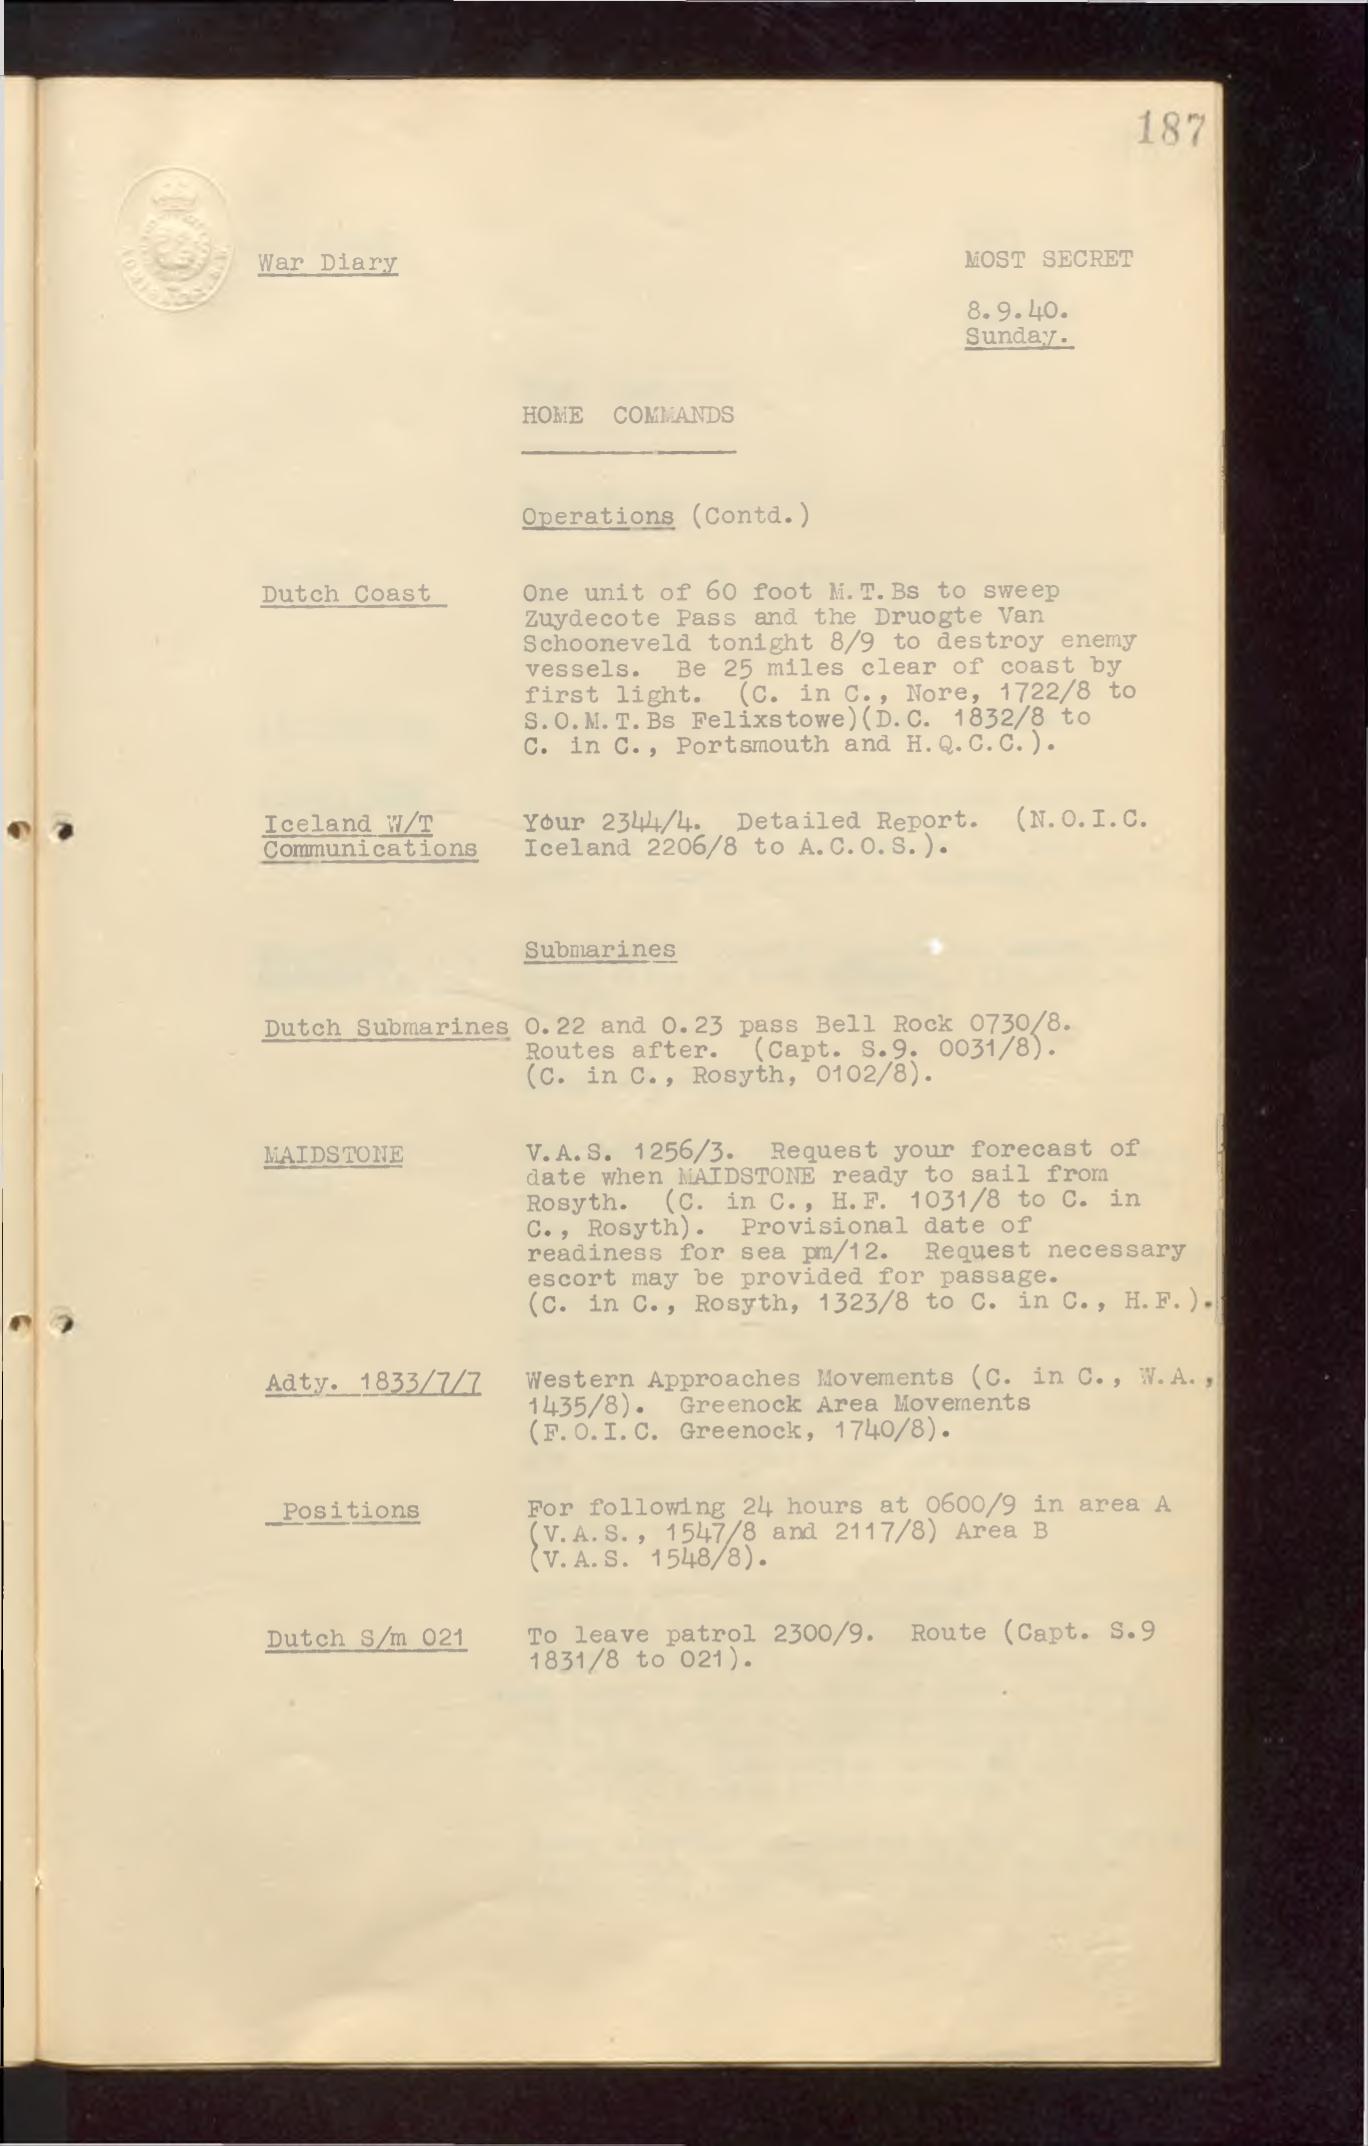 187
War Diary
MOST SECRET
8.9.40.
Sunday.
HOME COMMANDS
Operations (Contd.)
Dutch Coast
One unit of 60 foot M.T.Bs to sweep
Zuydecote Pass and the Druogte Van
Schooneveld tonight 8/9 to destroy enemy
vessels. Be 25 miles clear of coast by
first light. (C. in C., Nore, 1722/8 to
S.O.M.T.Bs Felixstowe)(D.C. 1832/8 to
C. in C., Portsmouth and H.Q.C.C.).
Iceland W/T
Communications
Your 2344/4. Detailed Report. (N.O.I.C.
Iceland 2206/8 to A.C.O.S.).
Submarines
Dutch Submarines
O.22 and O.23 pass Bell Rock 0730/8.
Routes after. (Capt. S.9. 0031/8).
(C. in C., Rosyth, 0102/8).
MAIDSTONE
V.A.S. 1256/3. Request your forecast of
date when MAIDSTONE ready to sail from
Rosyth. (C. in C., H.F. 1031/8 to C. in
C., Rosyth). Provisional date of
readiness for sea pm/12. Request necessary
escort may be provided for passage.
(C. in C., Rosyth, 1323/8 to C. in C., H.F.).
Adty. 1833/7/7
Western Approaches Movements (C. in C., W.A.,
1435/8). Greenock Area Movements
(F.O.I.C. Greenock, 1740/8).
Positions
For following 24 hours at 0600/9 in area A
(V.A.S., 1547/8 and 2117/8) Area B
(V.A.S. 1548/8).
Dutch S/m 021
To leave patrol 2300/9. Route (Capt. S.9
1831/8 to 021).